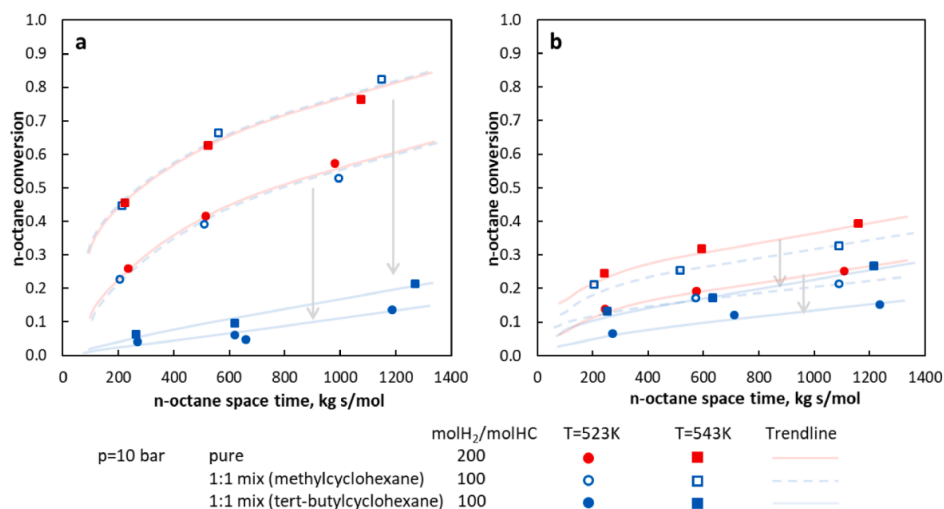 a
b
n-octane conversion
1.0
0.9
0.8
0.7
0.6
0.5
0.4
0.3
0.2
0.1
0.0
0 200 400 600 800 1000 1200 1400
n-octane space time, kg s/mol
n-octane conversion
1.0
0.9
0.8
0.7
0.6
0.5
0.4
0.3
0.2
0.1
0.0
0 200 400 600 800 1000 1200 1400
n-octane space time, kg s/mol
molH₂/molHC T=523K T=543K Trendline
p=10 bar pure 200
1:1 mix (methylcyclohexane) 100
1:1 mix (tert-butylcyclohexane) 100